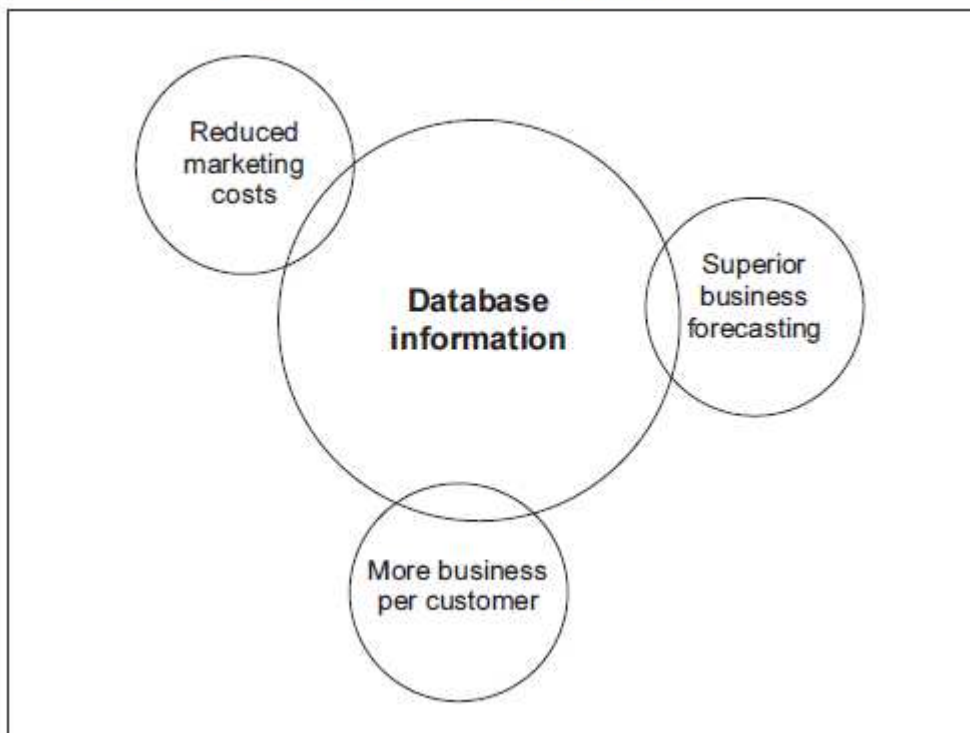 Reduced
marketing
costs
Database
information
Superior
business
forecasting
More business
per customer